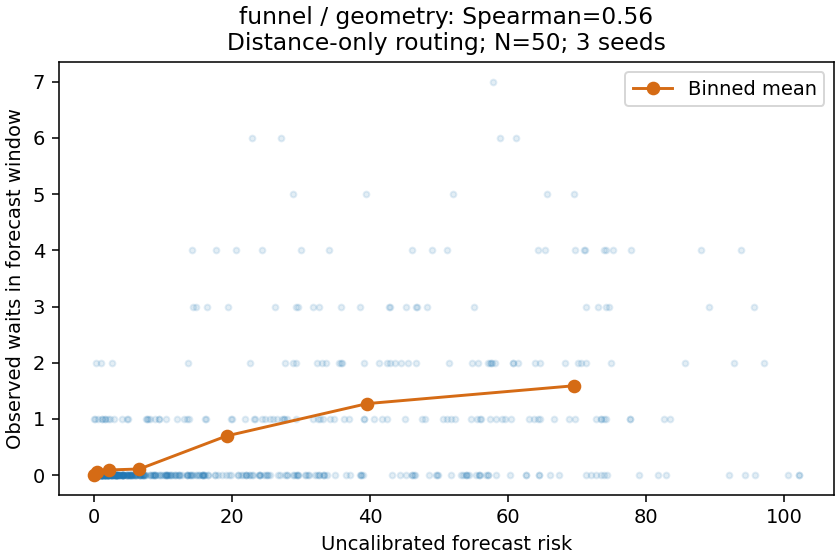 funnel / geometry: Spearman=0.56
Distance-only routing; N=50; 3 seeds
Binned mean
Observed waits in forecast window
7
6
5
4
3
2
1
0
0 20 40 60 80 100
Uncalibrated forecast risk